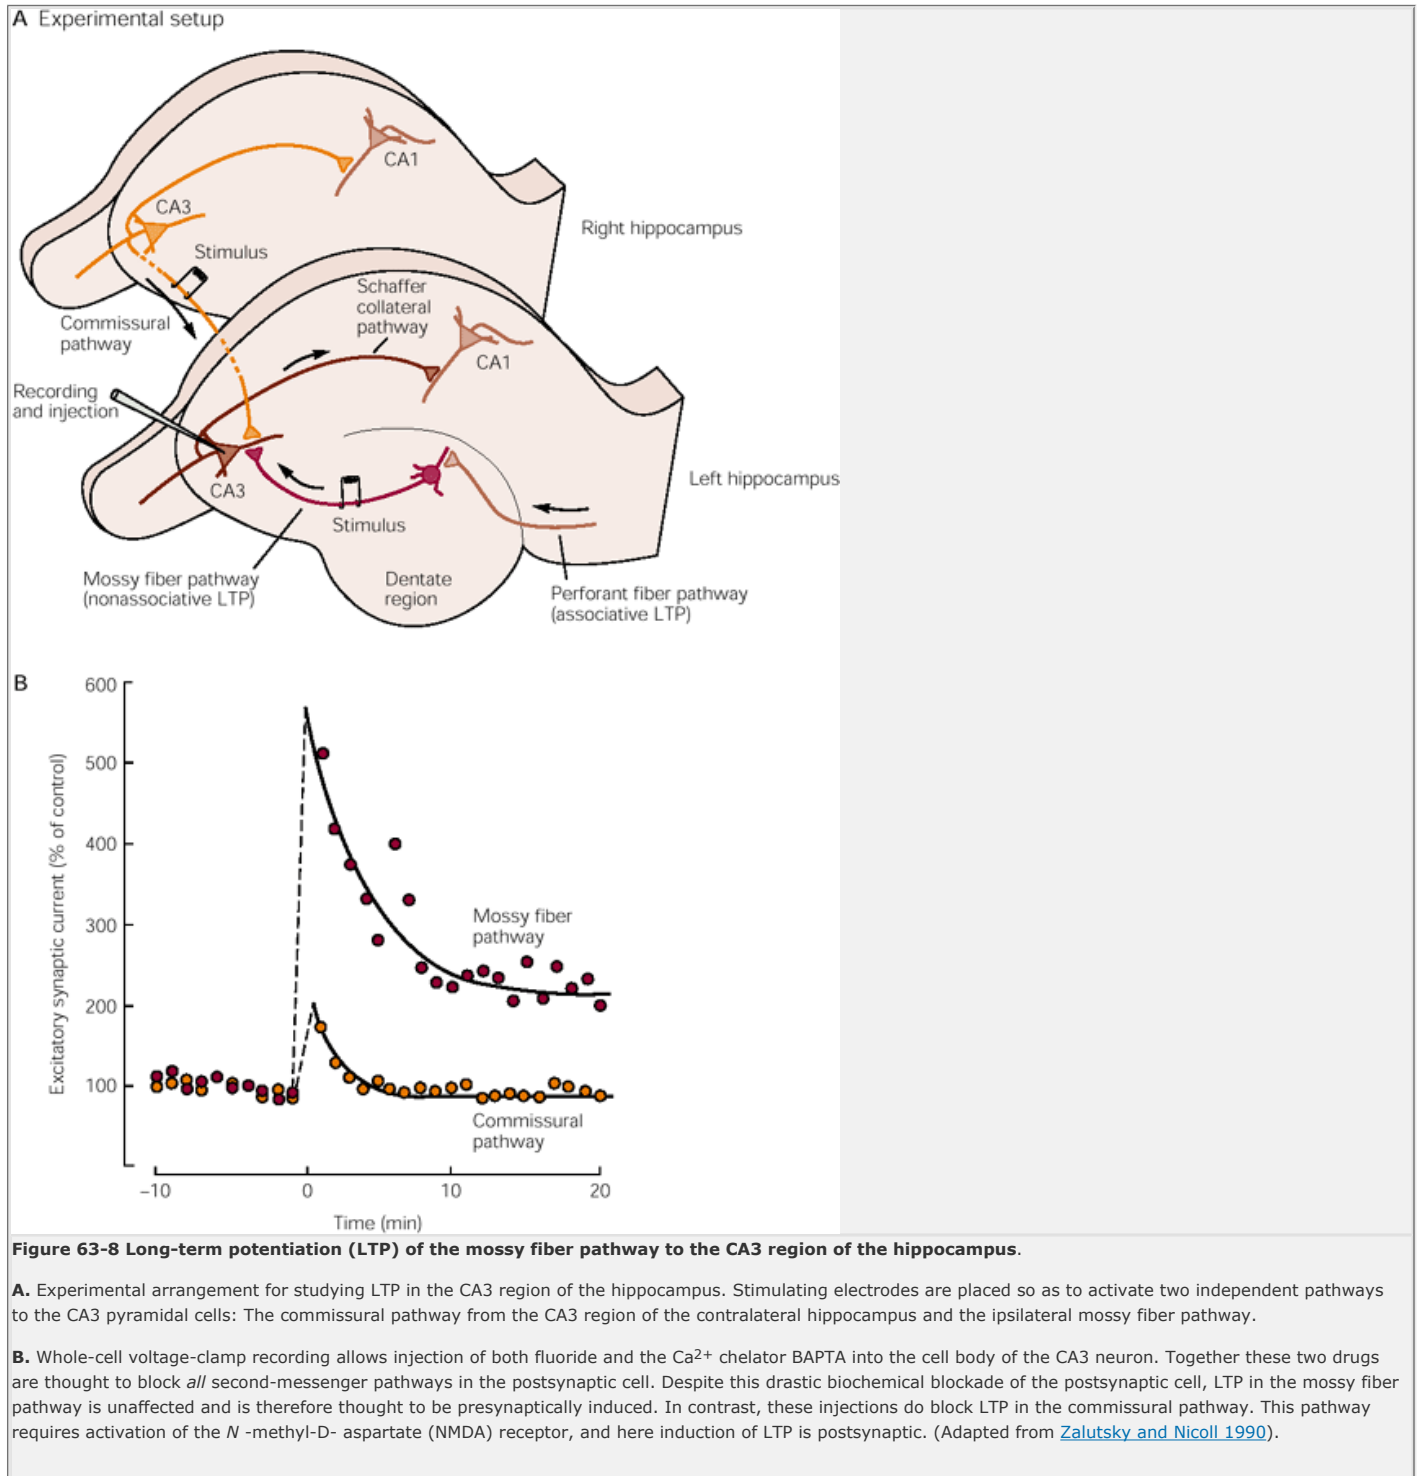 A Experimental setup
CA1
CA3
Right hippocampus
Stimulus
Schaffer
collateral
pathway
Commissural
pathway
CA1
Recording
and injection
Left hippocampus
CA3
Stimulus
Mossy fiber pathway
(nonassociative LTP)
Dentate
region
Perforant fiber pathway
(associative LTP)
B
600
500
400
300
200
100
Excitatory synaptic current (% of control)
Mossy fiber
pathway
Commissural
pathway
–10 0 10 20
Time (min)
Figure 63-8 Long-term potentiation (LTP) of the mossy fiber pathway to the CA3 region of the hippocampus.
A. Experimental arrangement for studying LTP in the CA3 region of the hippocampus. Stimulating electrodes are placed so as to activate two independent pathways
to the CA3 pyramidal cells: The commissural pathway from the CA3 region of the contralateral hippocampus and the ipsilateral mossy fiber pathway.
B. Whole-cell voltage-clamp recording allows injection of both fluoride and the Ca2+ chelator BAPTA into the cell body of the CA3 neuron. Together these two drugs
are thought to block all second-messenger pathways in the postsynaptic cell. Despite this drastic biochemical blockade of the postsynaptic cell, LTP in the mossy fiber
pathway is unaffected and is therefore thought to be presynaptically induced. In contrast, these injections do block LTP in the commissural pathway. This pathway
requires activation of the N -methyl-D- aspartate (NMDA) receptor, and here induction of LTP is postsynaptic. (Adapted from Zalutsky and Nicoll 1990).